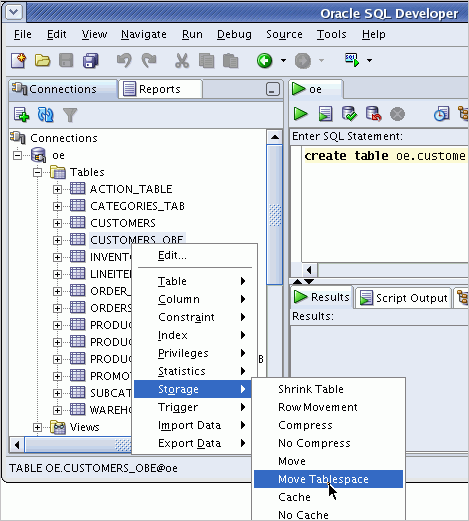 Oracle SQL Developer
File Edit View Navigate Run Debug Source Tools Help
Connections Reports oe
Connections
Enter SQL Statement:
oe
create table oe.custome
Tables
ACTION_TABLE
CATEGORIES_TAB
CUSTOMERS
CUSTOMERS_OBE
INVENT
LINEITE
ORDER_
ORDERS
PRODUC
PRODUC
B
PRODUC
PROMOT
SUBCAT
WAREHO
Views
Edit...
Table
Column
Constraint
Index
Privileges
Statistics
Storage
Trigger
Import Data
Export Data
Results Script Output
Results:
Shrink Table
Row Movement
Compress
No Compress
Move
Move Tablespace
Cache
No Cache
TABLE OE.CUSTOMERS_OBE@oe